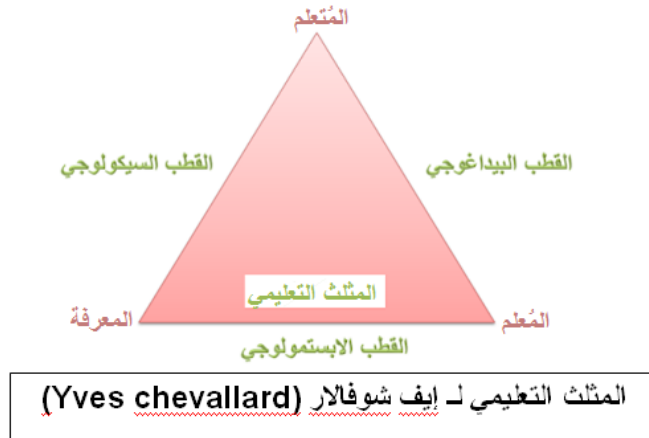 المُتعلم
القطب البيداغوجي
القطب السيكولوجي
المثلث التعليمي
المُعلم
المعرفة
القطب الابستمولوجي
المثلث التعليمي لـ إيف شوفالار (Yves chevallard)